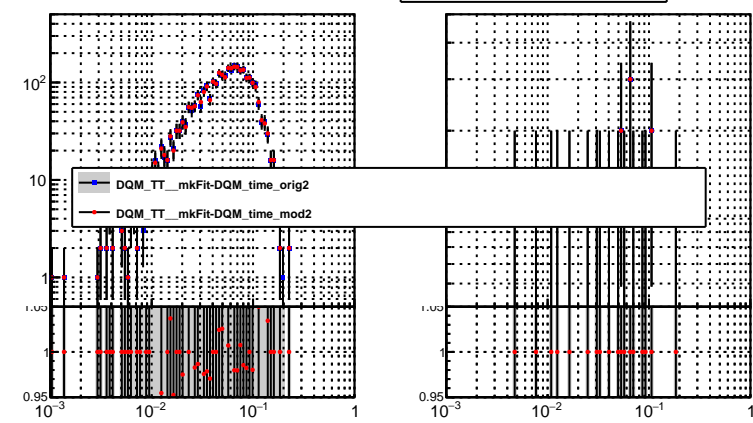 10²
10
DQM_TT__mkFit-DQM_time_orig2
DQM_TT__mkFit-DQM_time_mod2
1
1.05 1.05
1 1
0.95 0.95
10⁻³ 10⁻² 10⁻¹ 1 10⁻³ 10⁻² 10⁻¹ 1